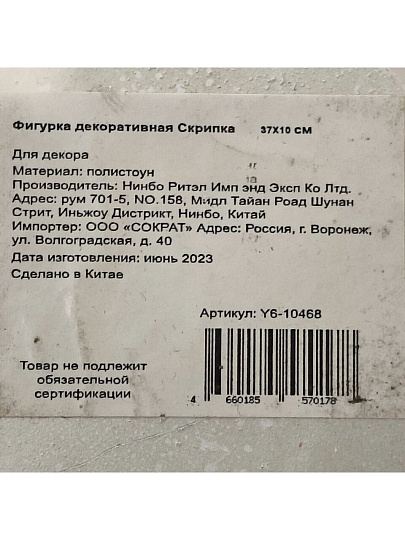 Фигурка декоративная Скрипка 37X10 СМ
Для декора
Материал: полистоун
Производитель: Нинбо Ритэл Имп энд Эксп Ко Лтд.
Адрес: рум 701-5, NO.158, Мидл Тайан Роад Шунан
Стрит, Иньжоу Дистрикт, Нинбо, Китай
Импортер: ООО «СОКРАТ» Адрес: Россия, г. Воронеж,
ул. Волгоградская, д. 40
Дата изготовления: июнь 2023
Сделано в Китае
Артикул: Y6-10468
Товар не подлежит
обязательной
сертификации
4 660185 570178